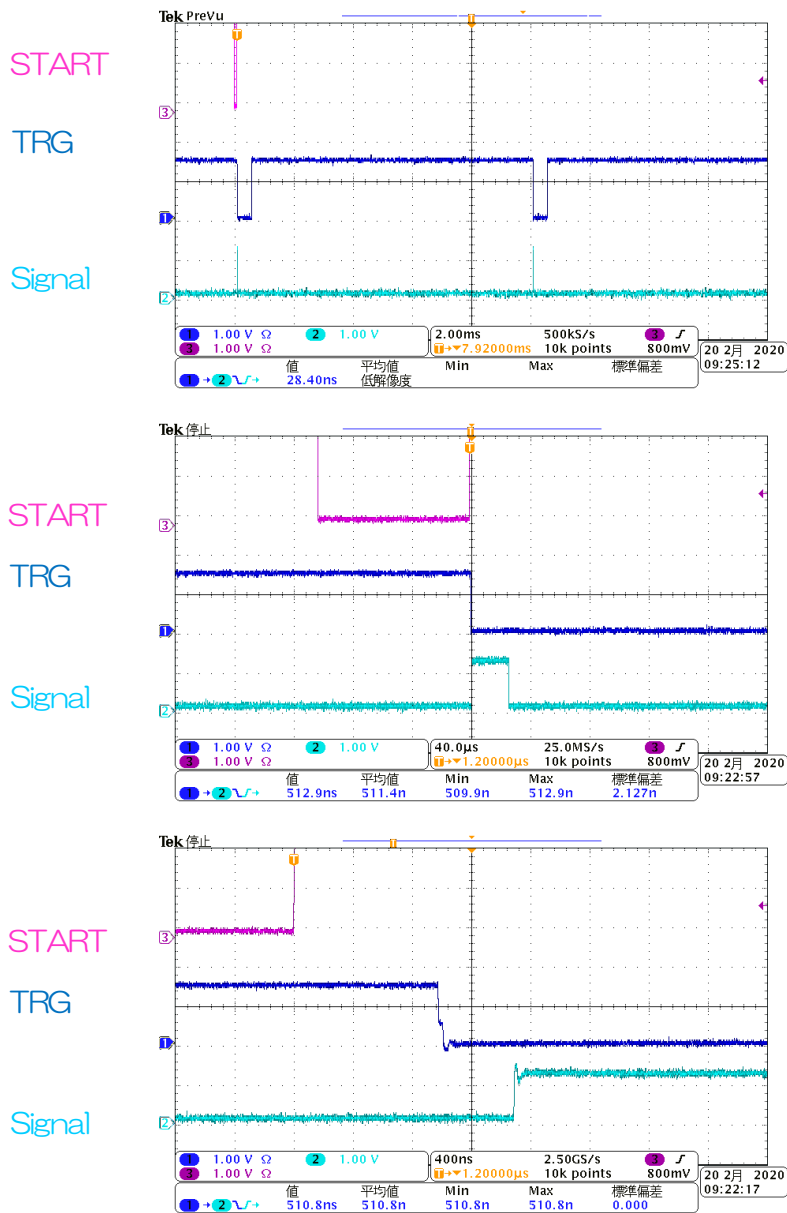 Tek PreVu
T
T
START
3
TRG
1
Signal
2
1 1.00 V Ω 2 1.00 V 2.00ms 500kS/s 3
3 1.00 V Ω T→▼7.92000ms 10k points 800mV
20 2月 2020
09:25:12
値 平均値 Min Max 標準偏差
1 → 2 28.40ns 低解像度
Tek 停止
T
T
START
3
TRG
1
Signal
2
1 1.00 V Ω 2 1.00 V 40.0µs 25.0MS/s 3
3 1.00 V Ω T→▼1.20000µs 10k points 800mV
20 2月 2020
09:22:57
値 平均値 Min Max 標準偏差
1 → 2 512.9ns 511.4n 509.9n 512.9n 2.127n
Tek 停止
T
T
START
3
TRG
1
Signal
2
1 1.00 V Ω 2 1.00 V 400ns 2.50GS/s 3
3 1.00 V Ω T→▼1.20000µs 10k points 800mV
20 2月 2020
09:22:17
値 平均値 Min Max 標準偏差
1 → 2 510.8ns 510.8n 510.8n 510.8n 0.000